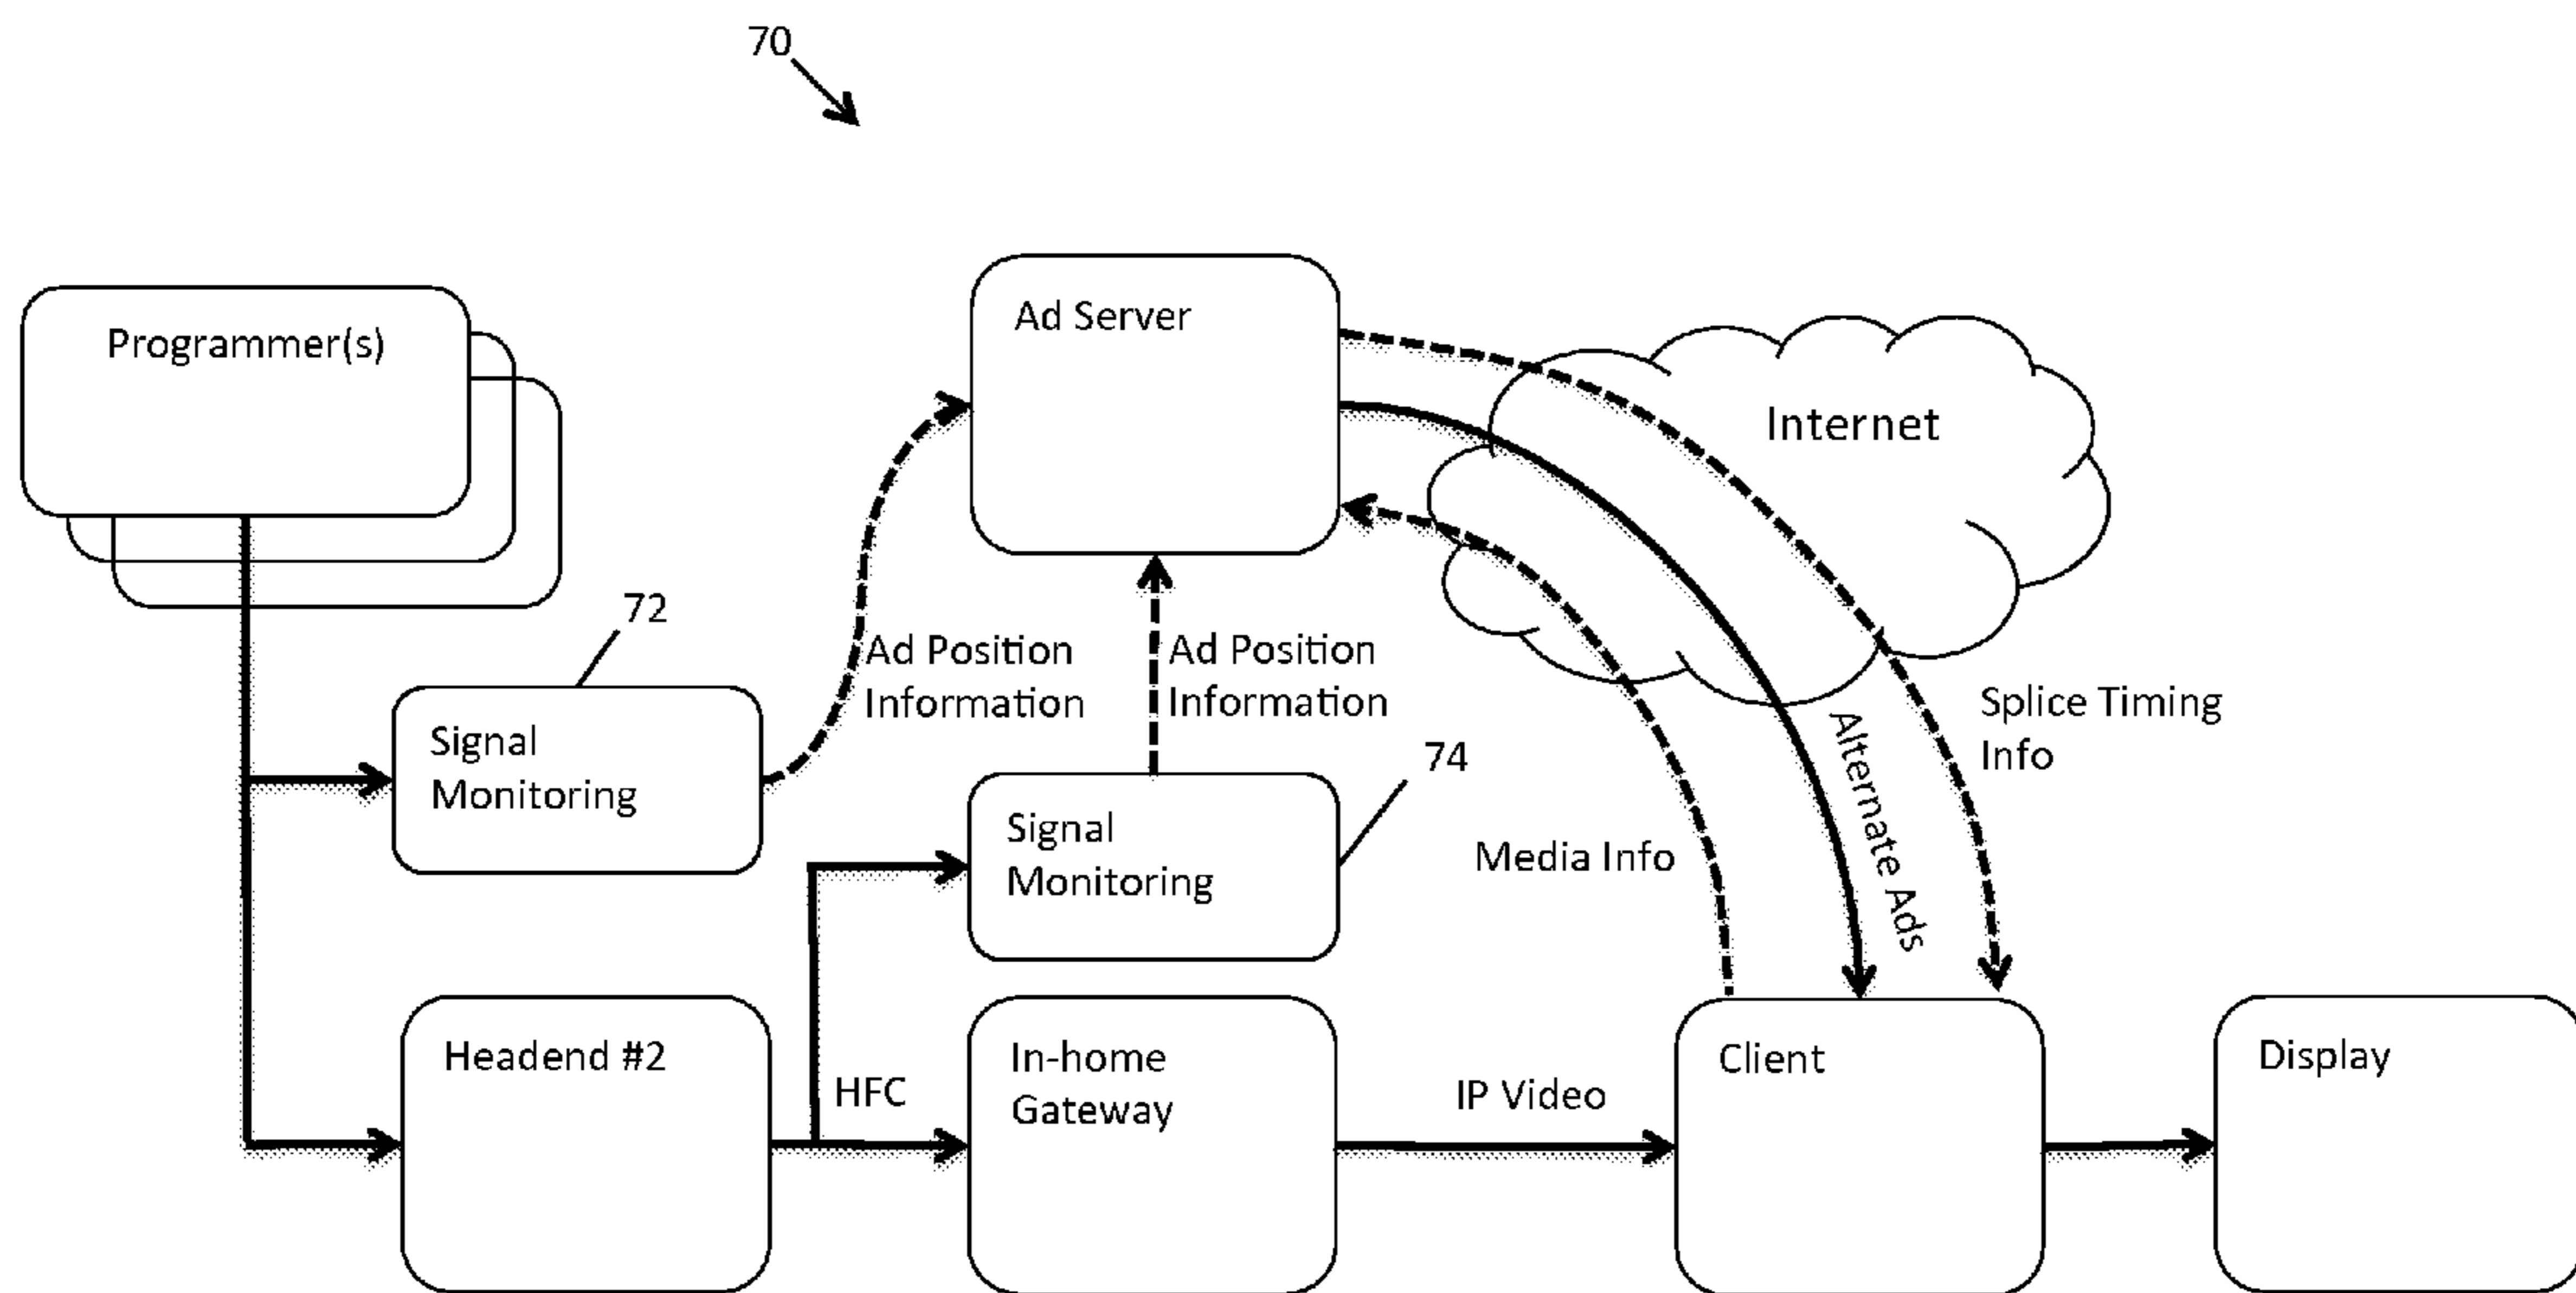 70
Programmer(s)
Ad Server
Internet
72
Ad Position
Information
Ad Position
Information
Splice Timing
Info
Alternate Ads
Signal
Monitoring
74
Signal
Monitoring
Media Info
Headend #2
HFC
In-home
Gateway
IP Video
Client
Display